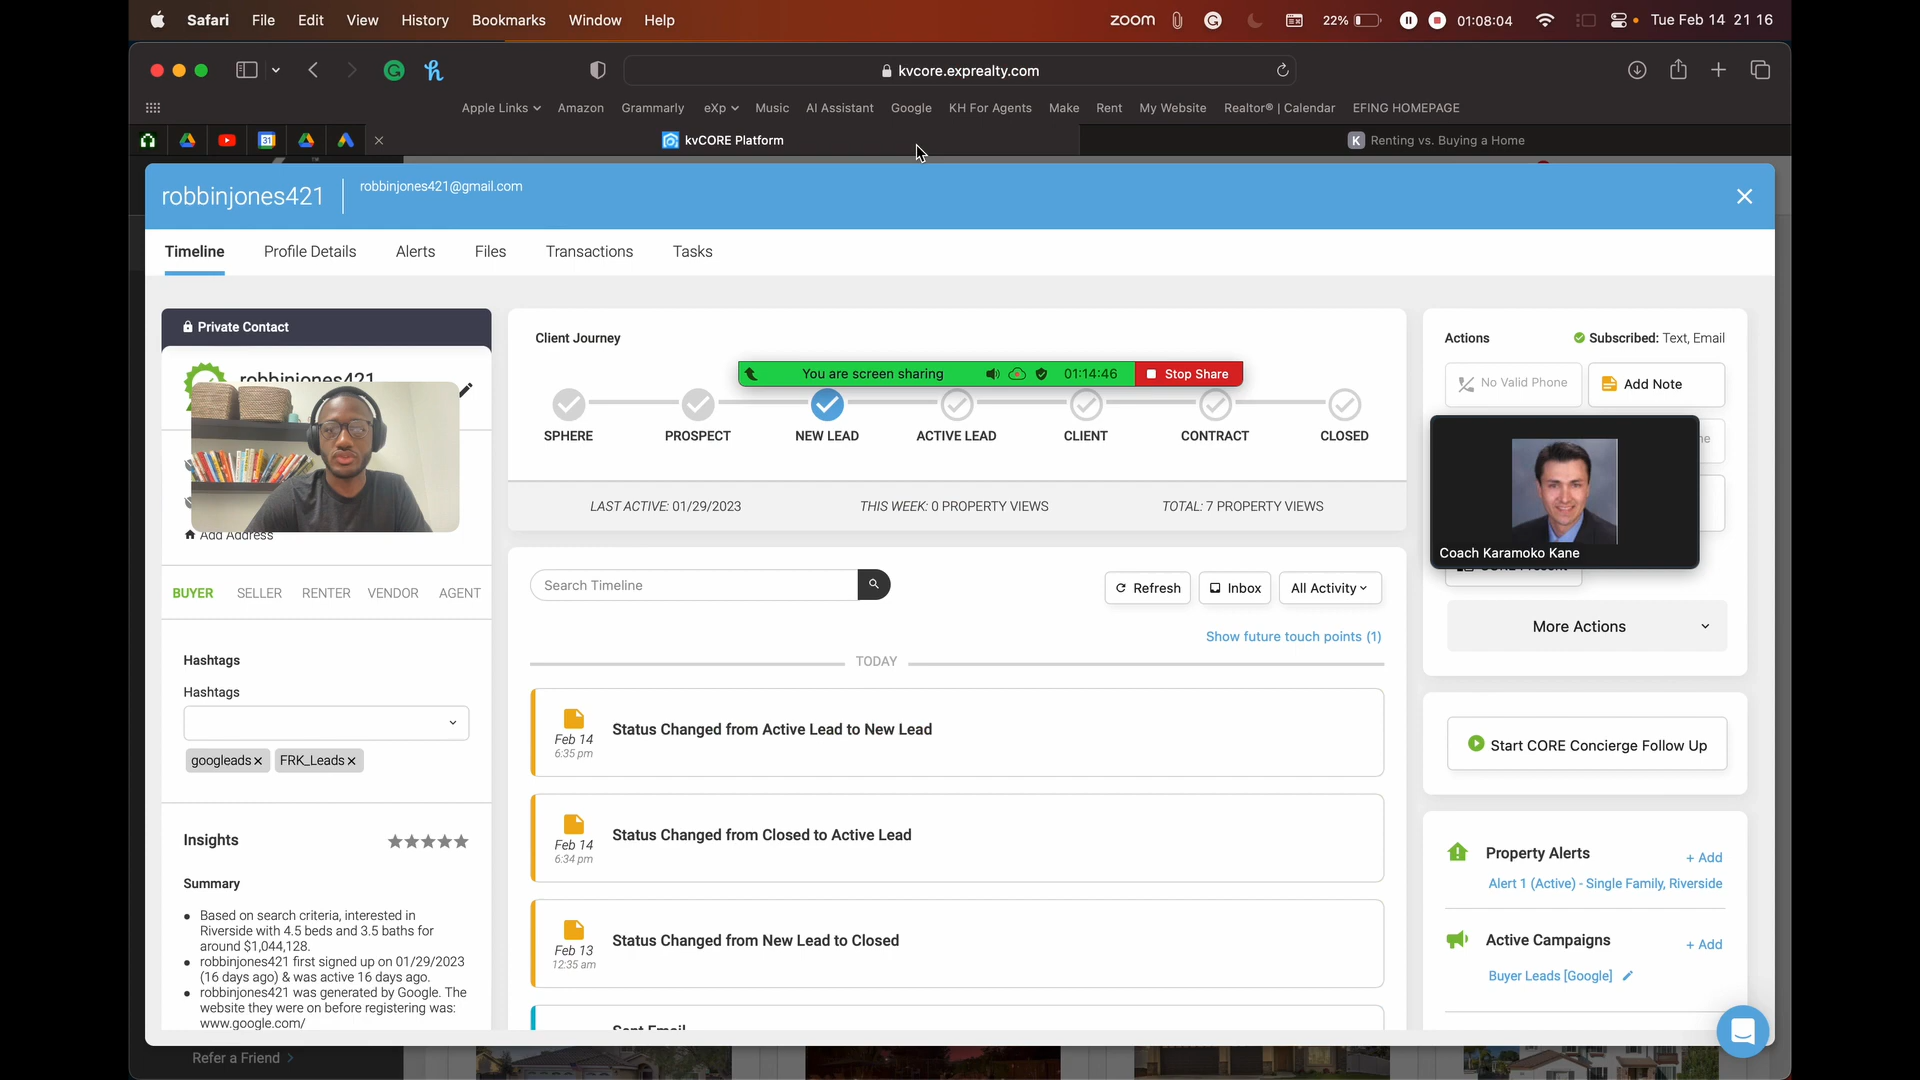 Safari File Edit View History Bookmarks Window Help
zoom 22% 01:08:04 Tue Feb 14 21 16
kvcore.exprealty.com
Apple Links Amazon Grammarly eXp Music AI Assistant Google KH For Agents Make Rent My Website Realtor® | Calendar EFING HOMEPAGE
kvCORE Platform
K Renting vs. Buying a Home
robbinjones421
robbinjones421@gmail.com
Timeline Profile Details Alerts Files Transactions Tasks
Private Contact
robbinjones421
Add Address
BUYER SELLER RENTER VENDOR AGENT
Hashtags
Hashtags
googleads × FRK_Leads ×
Insights
Summary
• Based on search criteria, interested in
Riverside with 4.5 beds and 3.5 baths for
around $1,044,128.
• robbinjones421 first signed up on 01/29/2023
(16 days ago) & was active 16 days ago.
• robbinjones421 was generated by Google. The
website they were on before registering was:
www.google.com/
Refer a Friend >
Client Journey
You are screen sharing 01:14:46 Stop Share
SPHERE PROSPECT NEW LEAD ACTIVE LEAD CLIENT CONTRACT CLOSED
LAST ACTIVE: 01/29/2023 THIS WEEK: 0 PROPERTY VIEWS TOTAL: 7 PROPERTY VIEWS
Search Timeline
Refresh Inbox All Activity
Show future touch points (1)
TODAY
Status Changed from Active Lead to New Lead
Feb 14
6:35 pm
Status Changed from Closed to Active Lead
Feb 14
6:34 pm
Status Changed from New Lead to Closed
Feb 13
12:35 am
Sent Email
Actions Subscribed: Text, Email
No Valid Phone Add Note
Coach Karamoko Kane
More Actions
Start CORE Concierge Follow Up
Property Alerts + Add
Alert 1 (Active) - Single Family, Riverside
Active Campaigns + Add
Buyer Leads [Google]